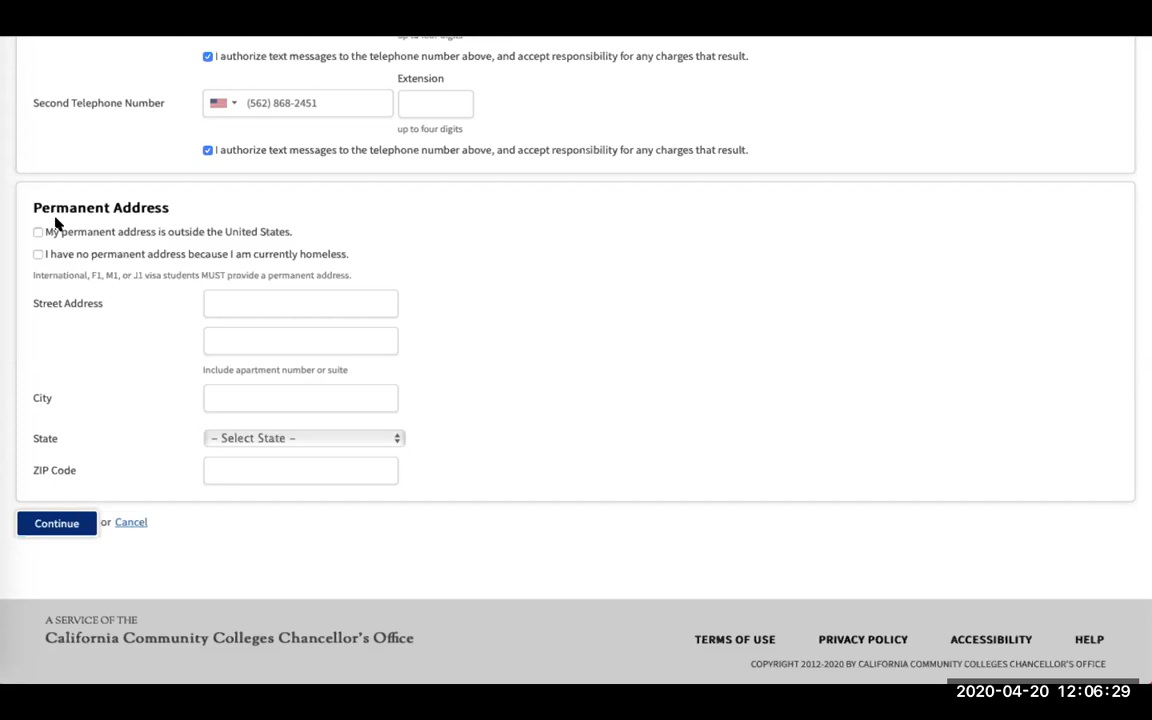 I authorize text messages to the telephone number above, and accept responsibility for any charges that result.
Extension
Second Telephone Number (562) 868-2451
up to four digits
I authorize text messages to the telephone number above, and accept responsibility for any charges that result.
Permanent Address
My permanent address is outside the United States.
I have no permanent address because I am currently homeless.
International, F1, M1, or J1 visa students MUST provide a permanent address.
Street Address
Include apartment number or suite
City
State – Select State –
ZIP Code
Continue or Cancel
A SERVICE OF THE
California Community Colleges Chancellor's Office
TERMS OF USE PRIVACY POLICY ACCESSIBILITY HELP
COPYRIGHT 2012-2020 BY CALIFORNIA COMMUNITY COLLEGES CHANCELLOR'S OFFICE
2020-04-20 12:06:29